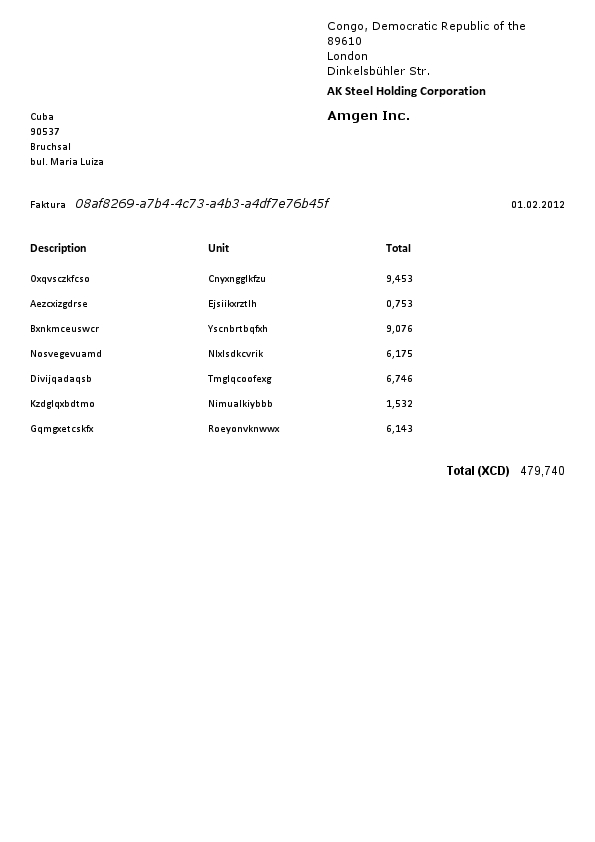 Congo, Democratic Republic of the
89610
London
Dinkelsbühler Str.
AK Steel Holding Corporation
Amgen Inc.
Cuba
90537
Bruchsal
bul. Maria Luiza
Faktura 08af8269-a7b4-4c73-a4b3-a4df7e76b45f 01.02.2012
Description Unit Total
Oxqvsczkfcso Cnyxngglkfzu 9,453
Aezcxizgdrse Ejsiikxrztlh 0,753
Bxnkmceuswcr Yscnbrtbqfxh 9,076
Nosvegevuamd Nlxlsdkcvrik 6,175
Divijqadaqsb Tmglqcoofexg 6,746
Kzdglqxbdtmo Nimualkiybbb 1,532
Gqmgxetcskfx Roeyonvknwwx 6,143
Total (XCD) 479,740